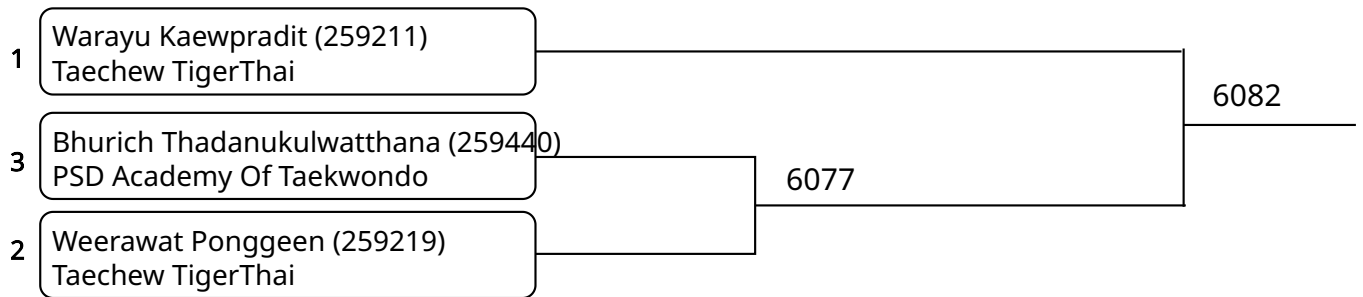 1
Warayu Kaewpradit (259211)
Taechew TigerThai
6082
3
Bhurich Thadanukulwatthana (259440)
PSD Academy Of Taekwondo
6077
2
Weerawat Ponggeen (259219)
Taechew TigerThai